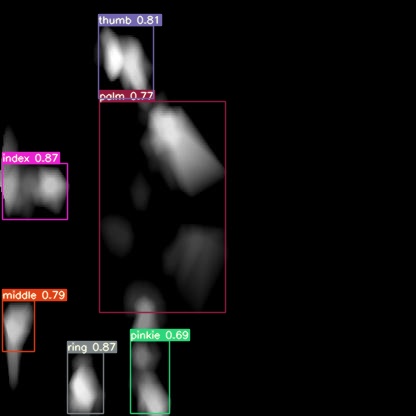 thumb 0.81
palm 0.77
index 0.87
middle 0.79
pinkie 0.69
ring 0.87